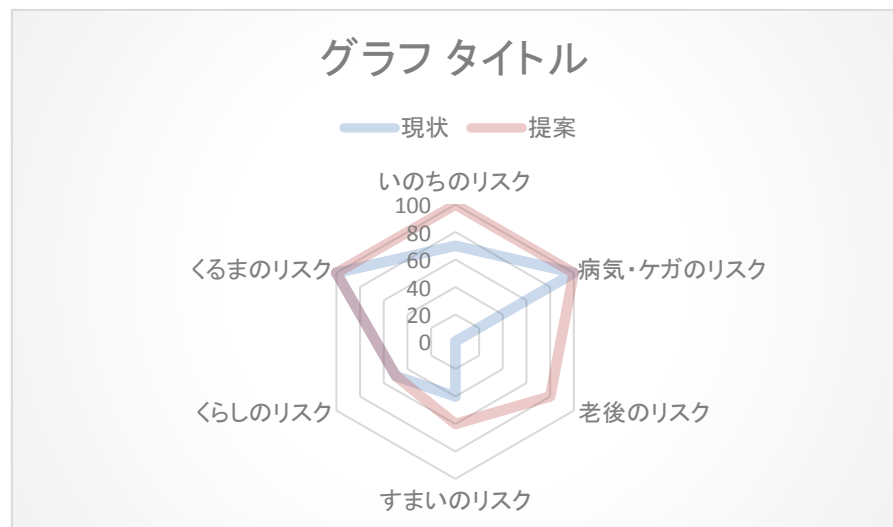 グラフ タイトル
現状 提案
いのちのリスク
100
80
60
40
20
0
病気・ケガのリスク
老後のリスク
すまいのリスク
くらしのリスク
くるまのリスク